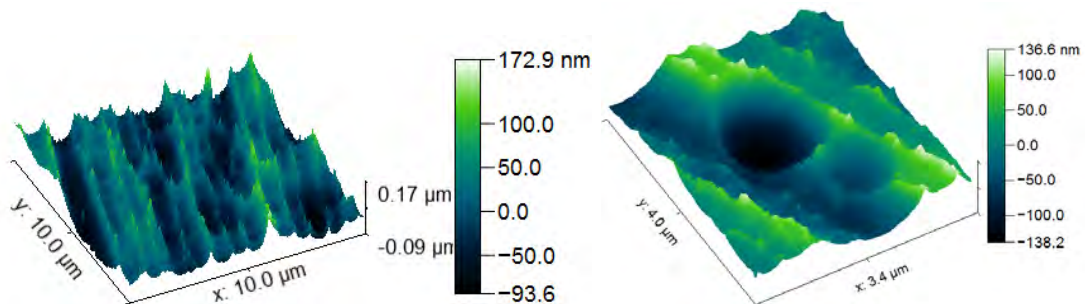 172.9 nm
100.0
50.0
0.0
−50.0
−93.6
0.17 µm
-0.09 µm
y: 10.0 µm
x: 10.0 µm
136.6 nm
100.0
50.0
0.0
−50.0
−100.0
−138.2
y: 4.0 µm
x: 3.4 µm